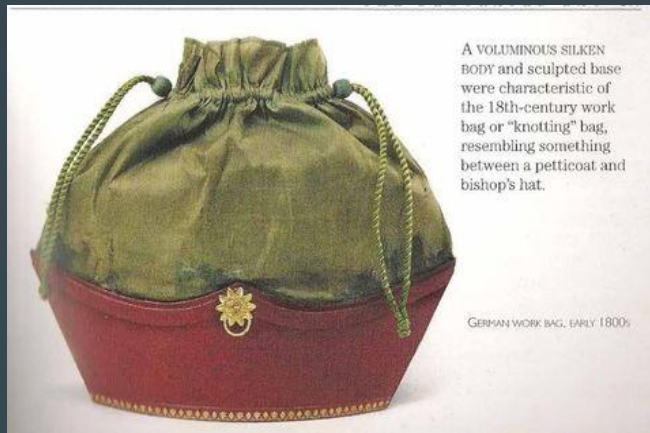 A VOLUMINOUS SILKEN
BODY and sculpted base
were characteristic of
the 18th-century work
bag or “knotting” bag,
resembling something
between a petticoat and
bishop's hat.
GERMAN WORK BAG, EARLY 1800s